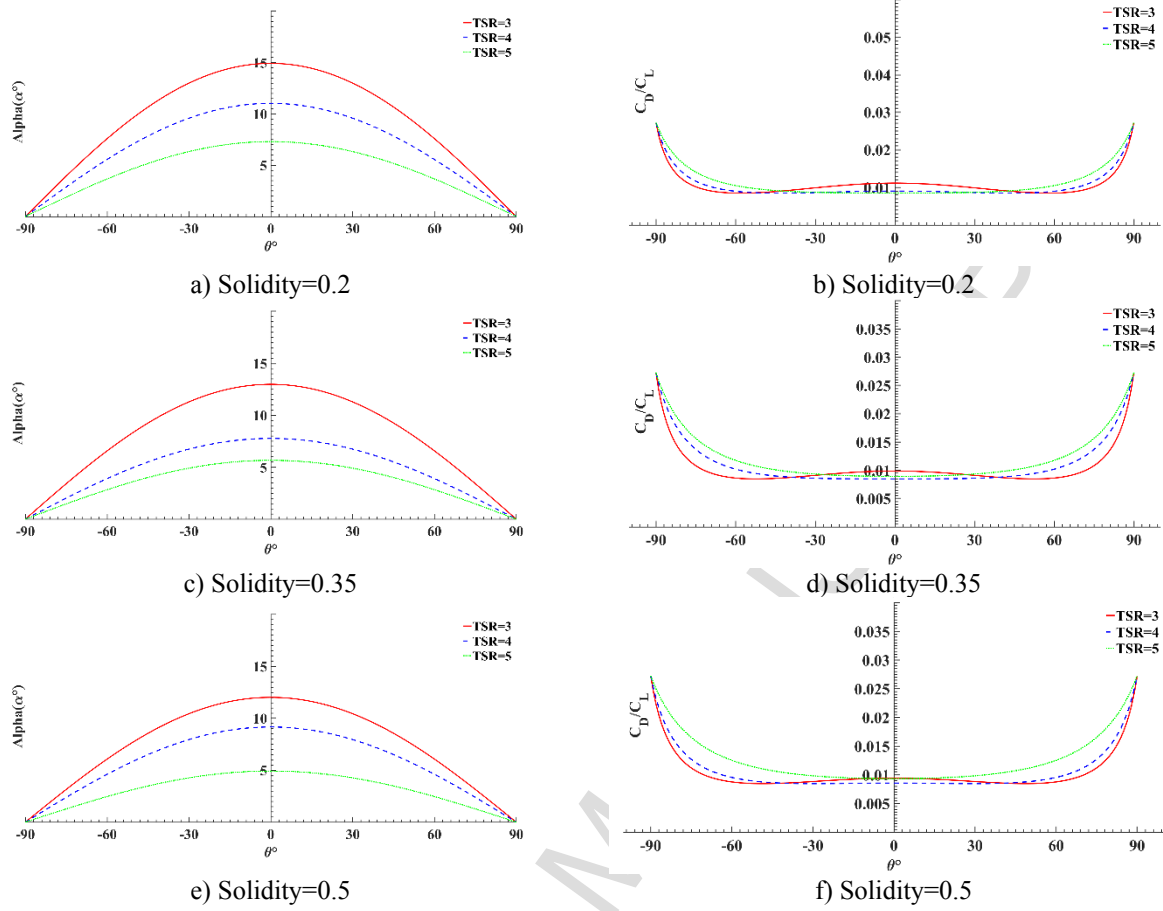 TSR=3
TSR=4
TSR=5
Alpha(α°)
15
10
5
-90 -60 -30 0 30 60 90
θ°
a) Solidity=0.2
TSR=3
TSR=4
TSR=5
C_D/C_L
0.05
0.04
0.03
0.02
0.01
-90 -60 -30 0 30 60 90
θ°
b) Solidity=0.2
TSR=3
TSR=4
TSR=5
Alpha(α°)
15
10
5
-90 -60 -30 0 30 60 90
θ°
c) Solidity=0.35
TSR=3
TSR=4
TSR=5
C_D/C_L
0.035
0.03
0.025
0.02
0.015
0.01
0.005
-90 -60 -30 0 30 60 90
θ°
d) Solidity=0.35
TSR=3
TSR=4
TSR=5
Alpha(α°)
15
10
5
-90 -60 -30 0 30 60 90
θ°
e) Solidity=0.5
TSR=3
TSR=4
TSR=5
C_D/C_L
0.035
0.03
0.025
0.02
0.015
0.01
0.005
-90 -60 -30 0 30 60 90
θ°
f) Solidity=0.5